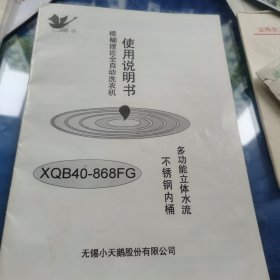 使用说明书
模糊理论全自动洗衣机
多功能立体水流
不锈钢内桶
XQB40-868FG
无锡小天鹅股份有限公司